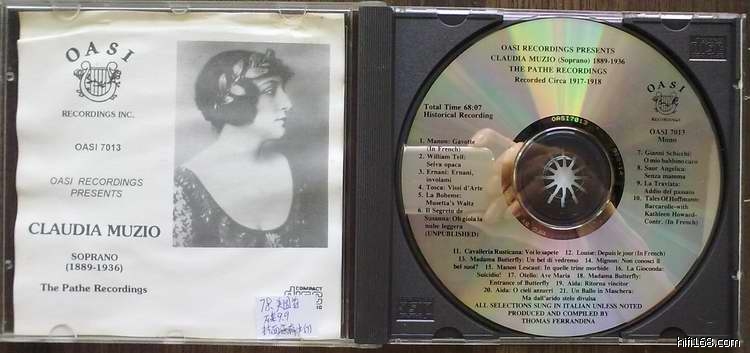 OASI
RECORDINGS INC.
OASI 7013
OASI RECORDINGS
PRESENTS
CLAUDIA MUZIO
SOPRANO
(1889-1936)
The Pathe Recordings
COMPACT
OASI RECORDINGS PRESENTS
CLAUDIA MUZIO (Soprano) 1889-1936
THE PATHE RECORDINGS
Recorded Circa 1917-1918
Total Time 68:07
Historical Recording
1. Manon: Gavotte
(In French)
2. William Tell:
Selva opaca
3. Ernani: Ernani,
involami
4. Tosca: Vissi d'Arte
5. La Boheme:
Musetta's Waltz
6. Il Segreto de
Susanna: Oh gioia la
nube leggera
(UNPUBLISHED)
OASI
RECORDINGS
OASI 7013
Mono
7. Gianni Schicchi:
O mio babbino caro
8. Suor Angelica:
Senza mamma
9. La Traviata:
Addio del passato
10. Tales Of Hoffmann:
Barcarolle-with
Kathleen Howard-
Contr. (In French)
OASI7013
11. Cavalleria Rusticana: Voi lo sapete 12. Louise: Depuis le jour (In French)
13. Madama Butterfly: Un bel di vedremo 14. Mignon: Non conosci il
bel suol? 15. Manon Lescaut: In quelle trine morbide 16. La Gioconda:
Suicidio! 17. Otello: Ave Maria 18. Madama Butterfly:
Entrance of Butterfly 19. Aida: Ritorna vincitor
20. Aida: O cieli azzurri 21. Un Ballo in Maschera:
Ma dall'arido stelo divulsa
ALL SELECTIONS SUNG IN ITALIAN UNLESS NOTED
PRODUCED AND COMPILED BY
THOMAS FERRANDINA
78.
9.9
hifi168.com